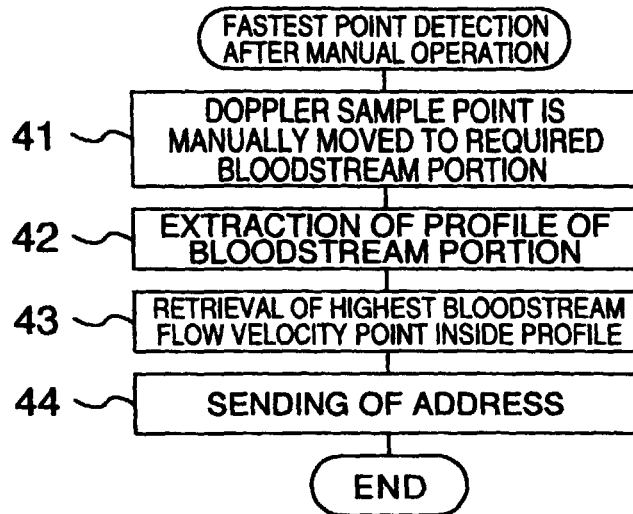 FASTEST POINT DETECTION
AFTER MANUAL OPERATION
41
DOPPLER SAMPLE POINT IS
MANUALLY MOVED TO REQUIRED
BLOODSTREAM PORTION
42
EXTRACTION OF PROFILE OF
BLOODSTREAM PORTION
43
RETRIEVAL OF HIGHEST BLOODSTREAM
FLOW VELOCITY POINT INSIDE PROFILE
44
SENDING OF ADDRESS
END